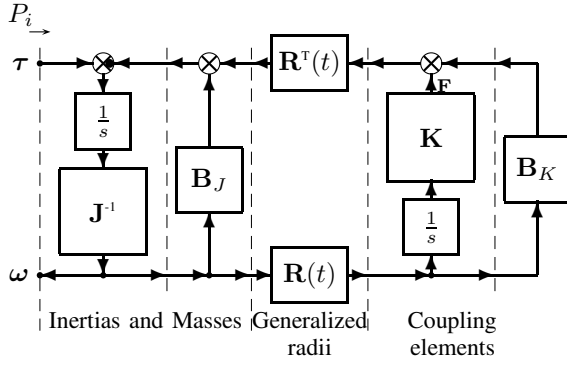 P_i
τ
R^T(t)
F
1/s
K
B_J
B_K
J^-1
1/s
ω
R(t)
Inertias and Masses Generalized Coupling
radii elements